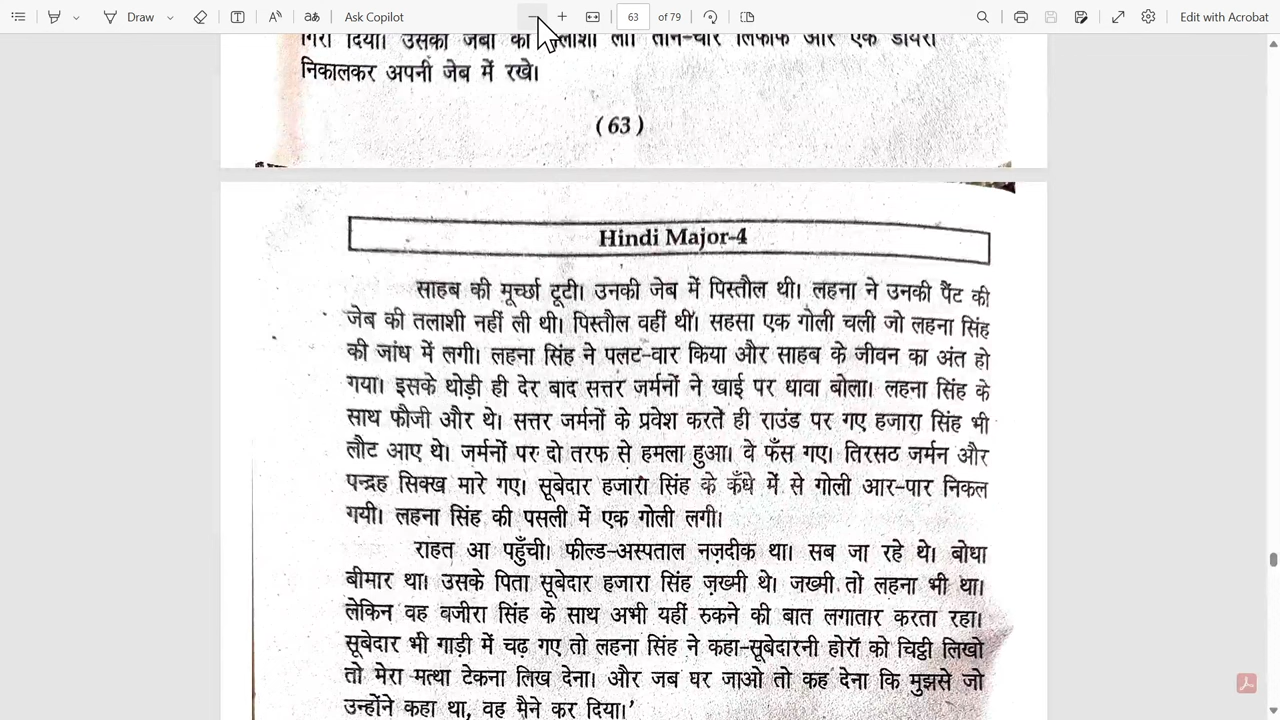 Draw
Ask Copilot
63 of 79
Edit with Acrobat
गिरा दिया। उसकी जेबों की तलाशी ली। तीन-चार लिफाफे और एक डायरी
निकालकर अपनी जेब में रखे।
(63)
Hindi Major-4
साहब की मूर्च्छा टूटी। उनकी जेब में पिस्तौल थी। लहना ने उनकी पैंट की
जेब की तलाशी नहीं ली थी। पिस्तौल वहीं थी। सहसा एक गोली चली जो लहना सिंह
की जांध में लगी। लहना सिंह ने पलट-वार किया और साहब के जीवन का अंत हो
गया। इसके थोड़ी ही देर बाद सत्तर जर्मनों ने खाई पर धावा बोला। लहना सिंह के
साथ फौजी और थे। सत्तर जर्मनों के प्रवेश करते ही राउंड पर गए हजारा सिंह भी
लौट आए थे। जर्मनों पर दो तरफ से हमला हुआ। वे फँस गए। तिरसठ जर्मन और
पन्द्रह सिक्ख मारे गए। सूबेदार हजारा सिंह के कँधे में से गोली आर-पार निकल
गयी। लहना सिंह की पसली में एक गोली लगी।
राहत आ पहुँची। फील्ड-अस्पताल नज़दीक था। सब जा रहे थे। बोधा
बीमार था। उसके पिता सूबेदार हजारा सिंह ज़ख्मी थे। जख्मी तो लहना भी था।
लेकिन वह बजीरा सिंह के साथ अभी यहीं रुकने की बात लगातार करता रहा।
सूबेदार भी गाड़ी में चढ़ गए तो लहना सिंह ने कहा-सूबेदारनी होरॉ को चिट्ठी लिखो
तो मेरा मत्था टेकना लिख देना। और जब घर जाओ तो कह देना कि मुझसे जो
उन्होंने कहा था, वह मैने कर दिया।'